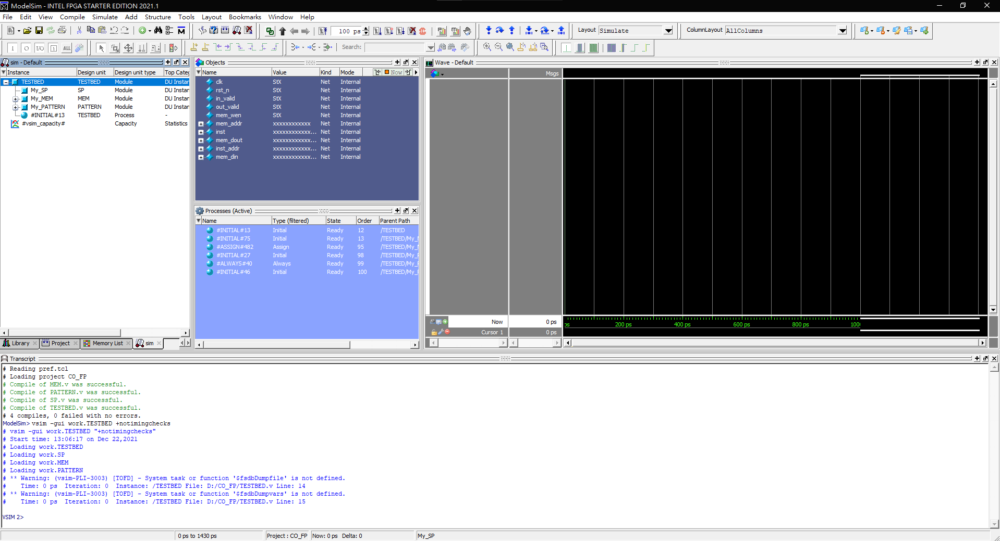 ModelSim - INTEL FPGA STARTER EDITION 2021.1
File Edit View Compile Simulate Add Structure Tools Layout Bookmarks Window Help
100 ps
Layout Simulate
ColumnLayout AllColumns
Search:
sim - Default
Instance Design unit Design unit type Top Categ
TESTBED TESTBED Module DU Instar
My_SP SP Module DU Instar
My_MEM MEM Module DU Instar
My_PATTERN PATTERN Module DU Instar
#INITIAL#13 TESTBED Process -
#vsim_capacity# Capacity Statistics
Library Project Memory List sim
Objects
Name Value Kind Mode Now
clk StX Net Internal
rst_n StX Net Internal
in_valid StX Net Internal
out_valid StX Net Internal
mem_wen StX Net Internal
mem_addr xxxxxxxxxxxx Net Internal
inst xxxxxxxxxxxx... Net Internal
mem_dout xxxxxxxxxxxx... Net Internal
inst_addr xxxxxxxxxxxx... Net Internal
mem_din xxxxxxxxxxxx... Net Internal
Processes (Active)
Name Type (filtered) State Order Parent Path
#INITIAL#13 Initial Ready 12 /TESTBED
#INITIAL#75 Initial Ready 13 /TESTBED/My_
#ASSIGN#482 Assign Ready 95 /TESTBED/My_
#INITIAL#27 Initial Ready 98 /TESTBED/My_
#ALWAYS#40 Always Ready 99 /TESTBED/My_
#INITIAL#46 Initial Ready 100 /TESTBED/My_
Wave - Default
Msgs
Now 0 ps
Cursor 1 0 ps
ps 200 ps 400 ps 600 ps 800 ps 100
Transcript
# Reading pref.tcl
# Loading project CO_FP
# Compile of MEM.v was successful.
# Compile of PATTERN.v was successful.
# Compile of SP.v was successful.
# Compile of TESTBED.v was successful.
# 4 compiles, 0 failed with no errors.
ModelSim> vsim -gui work.TESTBED +notimingchecks
# vsim -gui work.TESTBED "+notimingchecks"
# Start time: 13:06:17 on Dec 22,2021
# Loading work.TESTBED
# Loading work.SP
# Loading work.MEM
# Loading work.PATTERN
# ** Warning: (vsim-PLI-3003) [TOFD] - System task or function '$fsdbDumpfile' is not defined.
# Time: 0 ps Iteration: 0 Instance: /TESTBED File: D:/CO_FP/TESTBED.v Line: 14
# ** Warning: (vsim-PLI-3003) [TOFD] - System task or function '$fsdbDumpvars' is not defined.
# Time: 0 ps Iteration: 0 Instance: /TESTBED File: D:/CO_FP/TESTBED.v Line: 15
VSIM 2>
0 ps to 1430 ps Project : CO_FP Now: 0 ps Delta: 0 My_SP